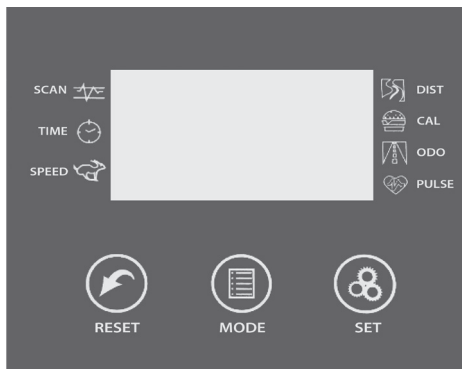 SCAN
TIME
SPEED
DIST
CAL
ODO
PULSE
RESET
MODE
SET